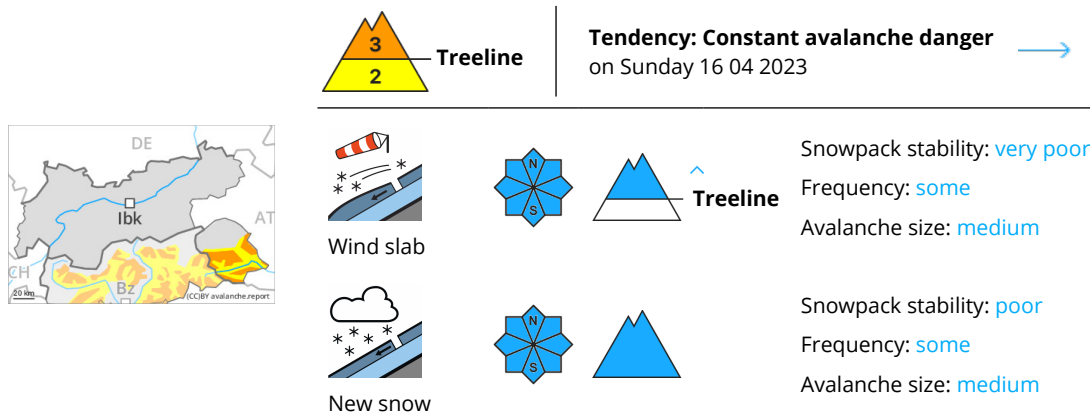 3
2
Treeline
Tendency: Constant avalanche danger
on Sunday 16 04 2023
DE
Ibk
AT
CH
Bz
20 km
(CC)BY avalanche.report
Wind slab
N
S
Treeline
Snowpack stability: very poor
Frequency: some
Avalanche size: medium
New snow
N
S
Snowpack stability: poor
Frequency: some
Avalanche size: medium